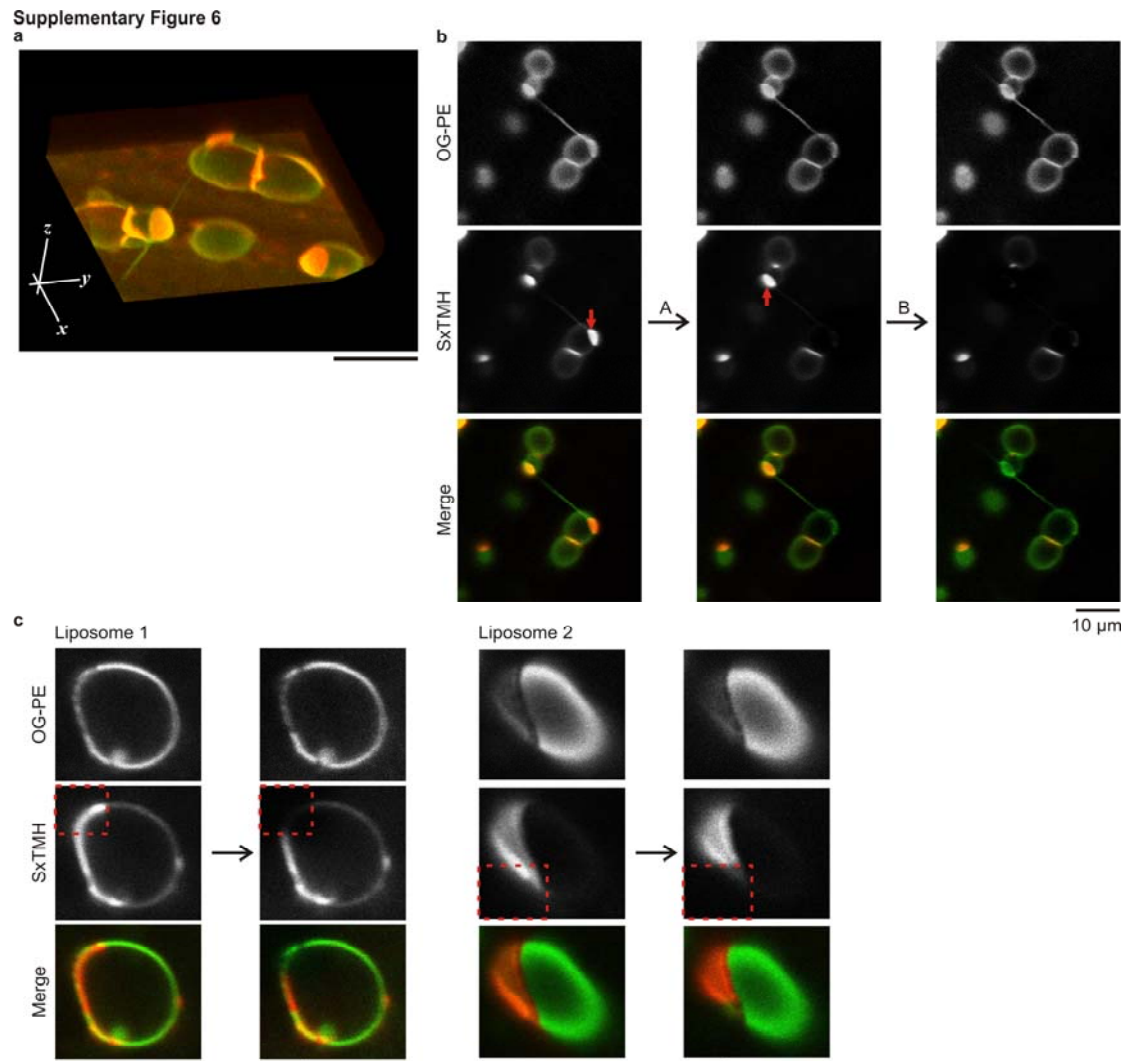 Supplementary Figure 6
a
z
y
x
b
OG-PE
SxTMH
A
B
Merge
10 µm
c
Liposome 1
Liposome 2
OG-PE
SxTMH
Merge